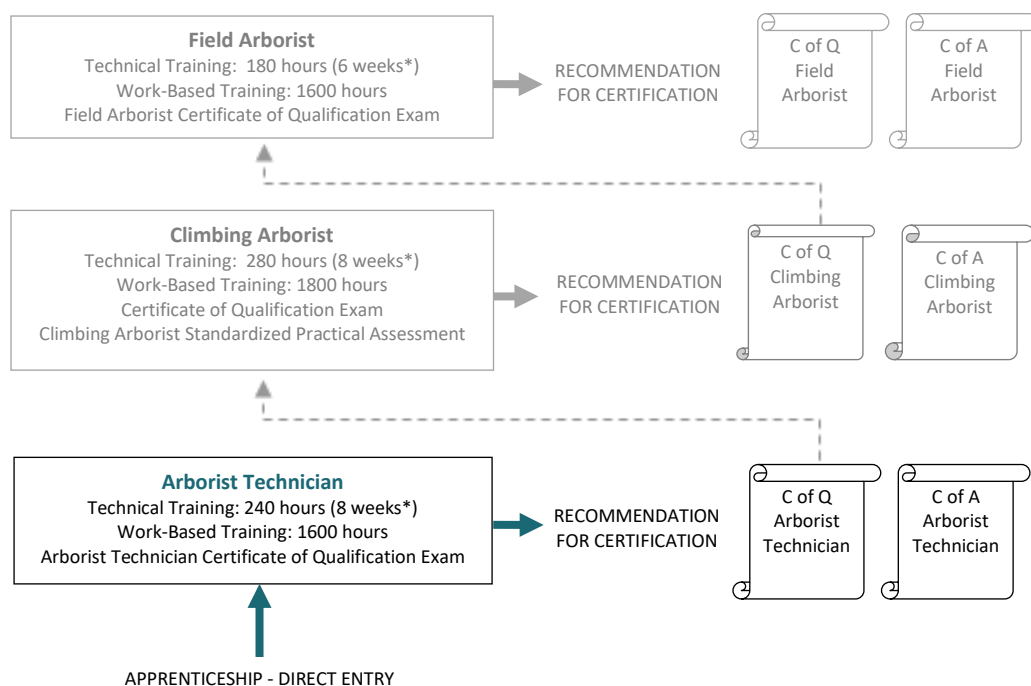 Field Arborist
Technical Training:  180 hours (6 weeks*)
Work-Based Training: 1600 hours
Field Arborist Certificate of Qualification Exam
RECOMMENDATION
FOR CERTIFICATION
C of Q
Field
Arborist
C of A
Field
Arborist
Climbing Arborist
Technical Training:  280 hours (8 weeks*)
Work-Based Training: 1800 hours
Certificate of Qualification Exam
Climbing Arborist Standardized Practical Assessment
RECOMMENDATION
FOR CERTIFICATION
C of Q
Climbing
Arborist
C of A
Climbing
Arborist
Arborist Technician
Technical Training: 240 hours (8 weeks*)
Work-Based Training: 1600 hours
Arborist Technician Certificate of Qualification Exam
RECOMMENDATION
FOR CERTIFICATION
C of Q
Arborist
Technician
C of A
Arborist
Technician
APPRENTICESHIP - DIRECT ENTRY